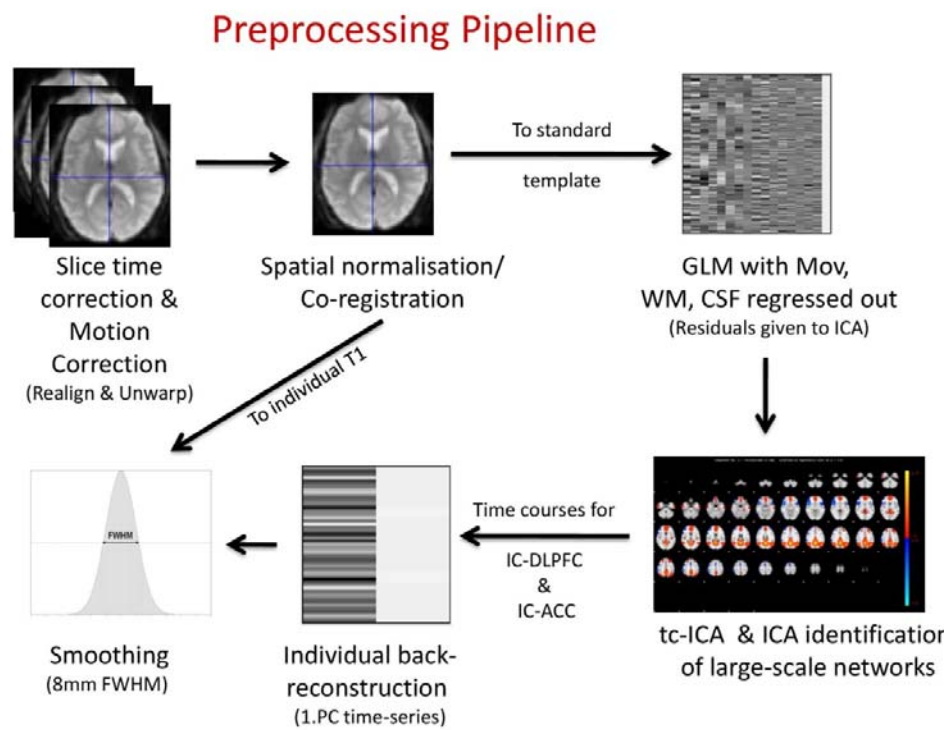 Preprocessing Pipeline
Slice time
correction &
Motion
Correction
(Realign & Unwarp)
Spatial normalisation/
Co-registration
To standard
template
GLM with Mov,
WM, CSF regressed out
(Residuals given to ICA)
To individual T1
tc-ICA & ICA identification
of large-scale networks
Time courses for
IC-DLPFC
&
IC-ACC
Individual back-
reconstruction
(1.PC time-series)
FWHM
Smoothing
(8mm FWHM)